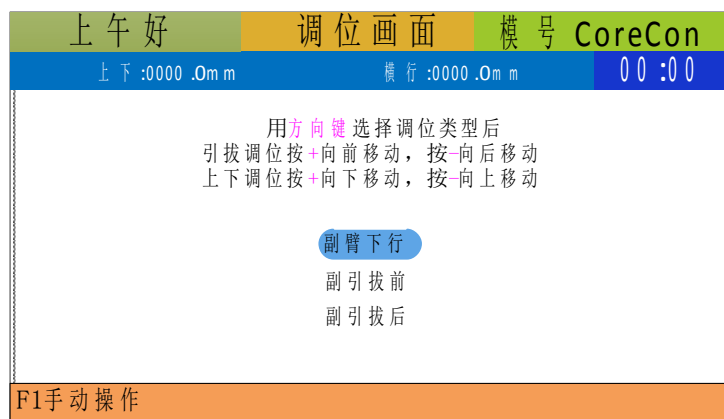 上午好 调位画面 模号 CoreCon
上下:0000.0mm 横行:0000.0mm 00:00
用方向键选择调位类型后
引拔调位按+向前移动，按-向后移动
上下调位按+向下移动，按-向上移动
副臂下行
副引拔前
副引拔后
F1手动操作